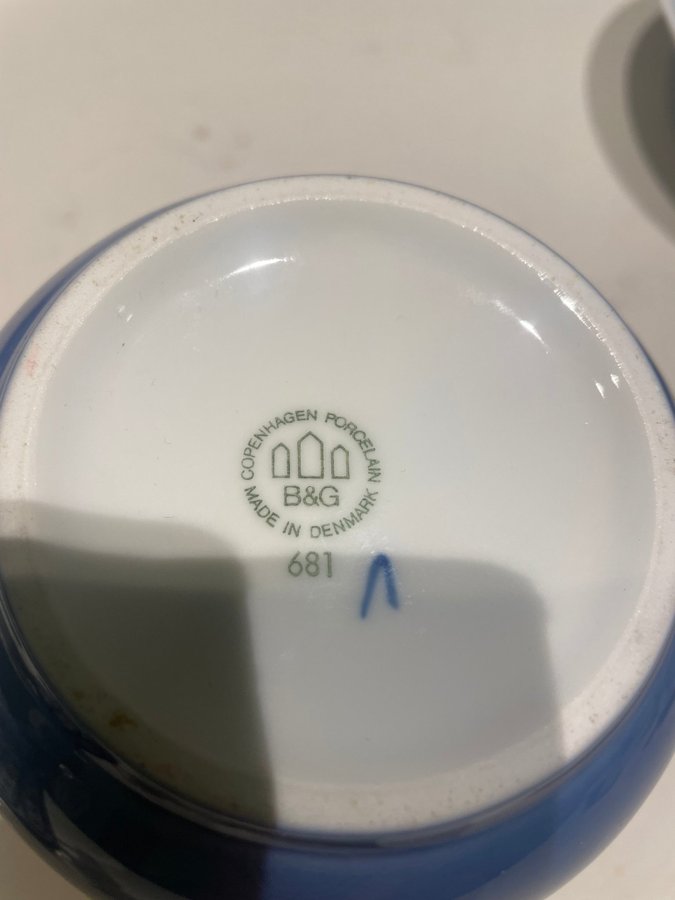 COPENHAGEN PORCELAIN
B&G
MADE IN DENMARK
681